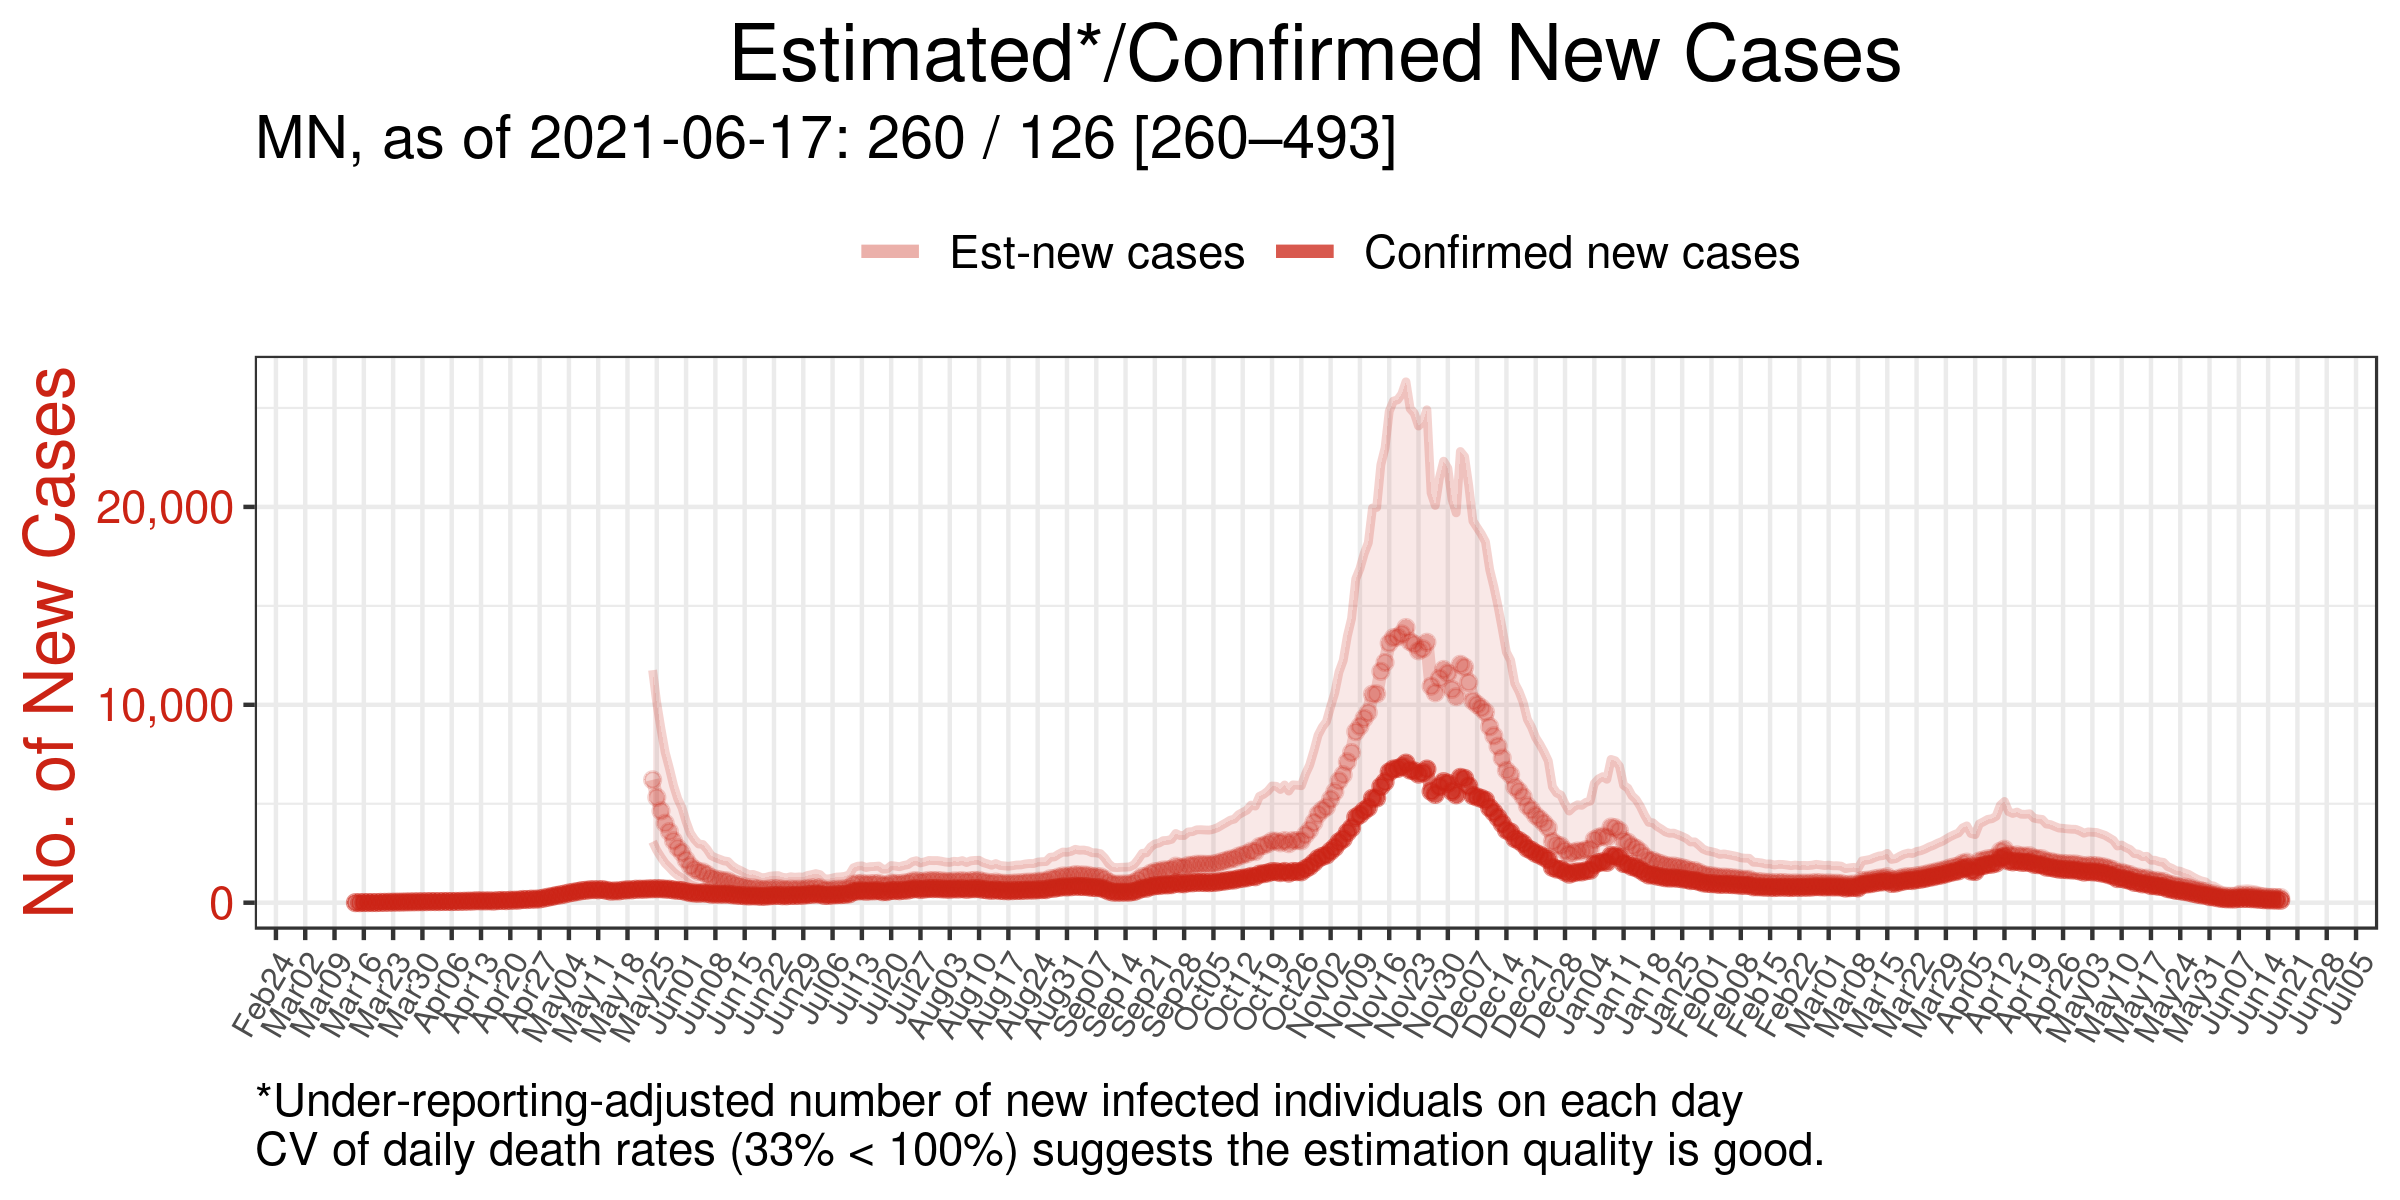 Estimated*/Confirmed New Cases
MN, as of 2021-06-17: 260 / 126 [260–493]
Est-new cases
Confirmed new cases
No. of New Cases
20,000
10,000
0
Feb24
Mar02
Mar09
Mar16
Mar23
Mar30
Apr06
Apr13
Apr20
Apr27
May04
May11
May18
May25
Jun01
Jun08
Jun15
Jun22
Jun29
Jul06
Jul13
Jul20
Jul27
Aug03
Aug10
Aug17
Aug24
Aug31
Sep07
Sep14
Sep21
Sep28
Oct05
Oct12
Oct19
Oct26
Nov02
Nov09
Nov16
Nov23
Nov30
Dec07
Dec14
Dec21
Dec28
Jan04
Jan11
Jan18
Jan25
Feb01
Feb08
Feb15
Feb22
Mar01
Mar08
Mar15
Mar22
Mar29
Apr05
Apr12
Apr19
Apr26
May03
May10
May17
May24
May31
Jun07
Jun14
Jun21
Jun28
Jul05
*Under-reporting-adjusted number of new infected individuals on each day
CV of daily death rates (33% < 100%) suggests the estimation quality is good.